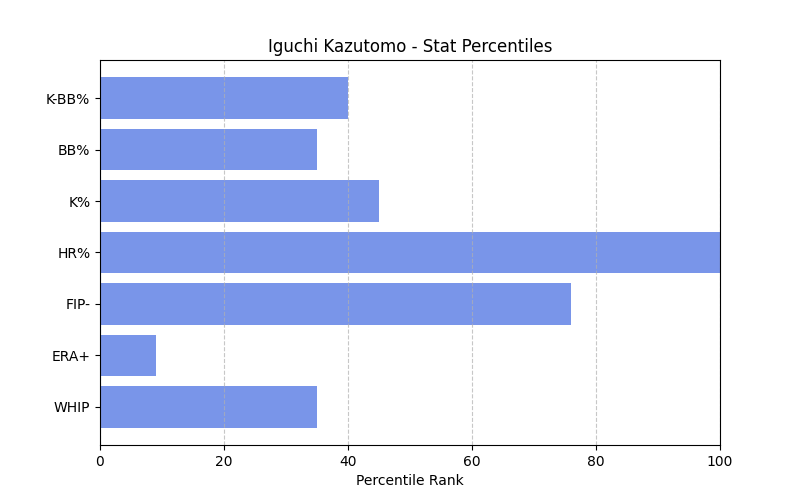 Iguchi Kazutomo - Stat Percentiles
K-BB%
BB%
K%
HR%
FIP-
ERA+
WHIP
0 20 40 60 80 100
Percentile Rank